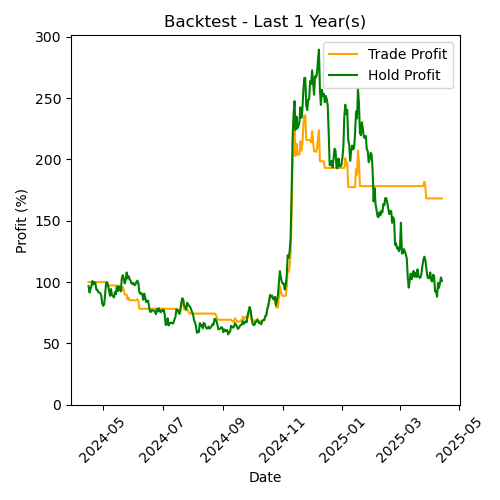 Backtest - Last 1 Year(s)
Trade Profit
Hold Profit
Profit (%)
300
250
200
150
100
50
0
2024-05
2024-07
2024-09
2024-11
2025-01
2025-03
2025-05
Date